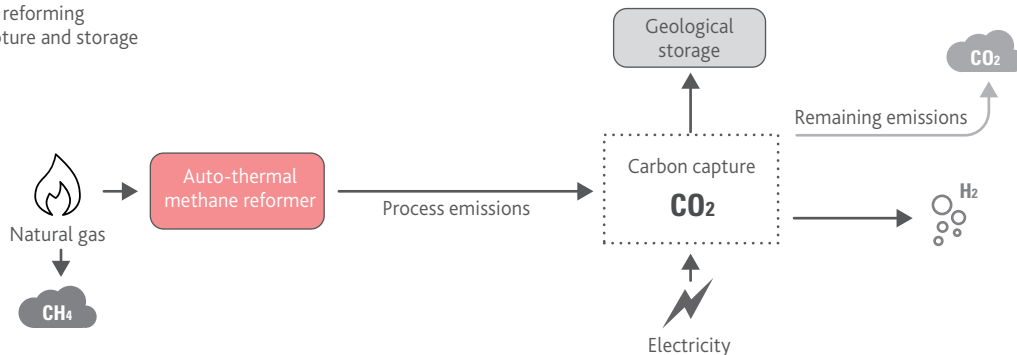 reforming
and storage
Geological
storage
CO2
Remaining emissions
Auto-thermal
methane reformer
Process emissions
Carbon capture
CO2
H2
Natural gas
CH4
Electricity